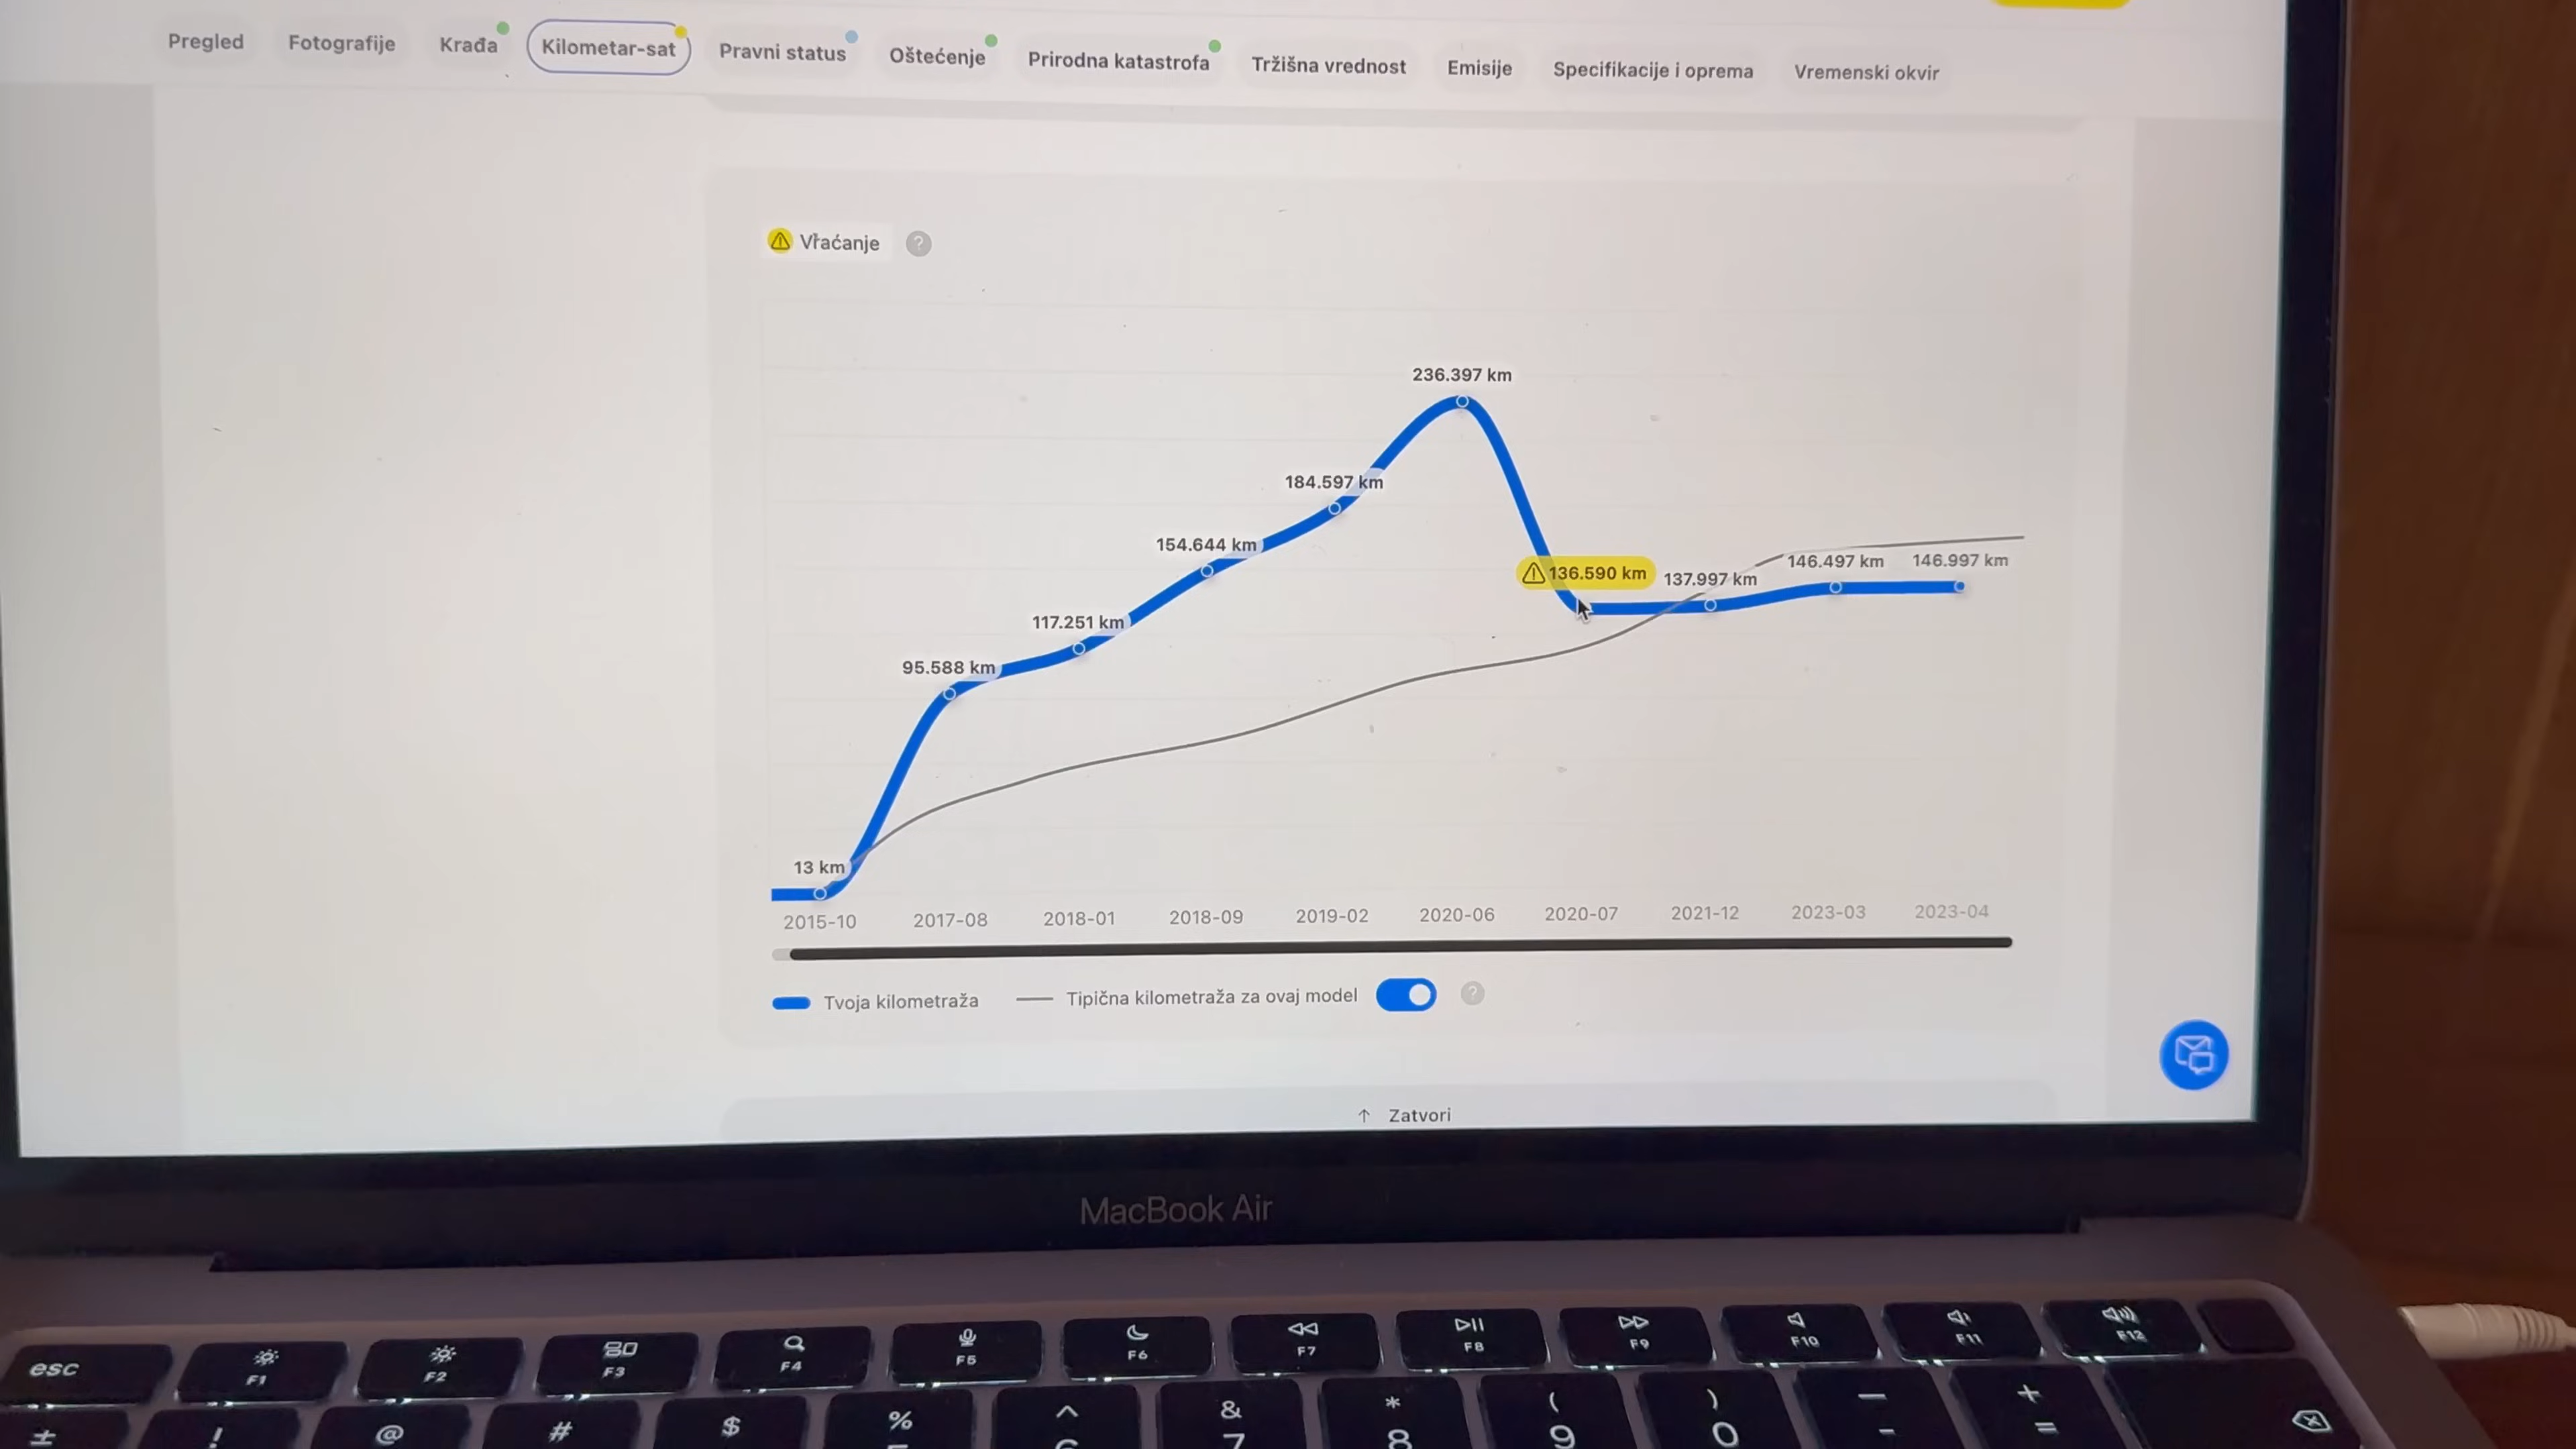 Pregled Fotografije Krađa Kilometar-sat Pravni status Oštećenje Prirodna katastrofa Tržišna vrednost Emisije Specifikacije i oprema Vremenski okvir
Vraćanje ?
236.397 km
184.597 km
154.644 km
136.590 km 137.997 km 146.497 km 146.997 km
117.251 km
95.588 km
13 km
2015-10 2017-08 2018-01 2018-09 2019-02 2020-06 2020-07 2021-12 2023-03 2023-04
Tvoja kilometraža Tipična kilometraža za ovaj model ?
↑ Zatvori
MacBook Air
esc F1 F2 F3 F4 F5 F6 F7 F8 F9 F10 F11 F12
± ! @ # $ % ^ & 7 * 8 ( 9 ) 0 — - + =